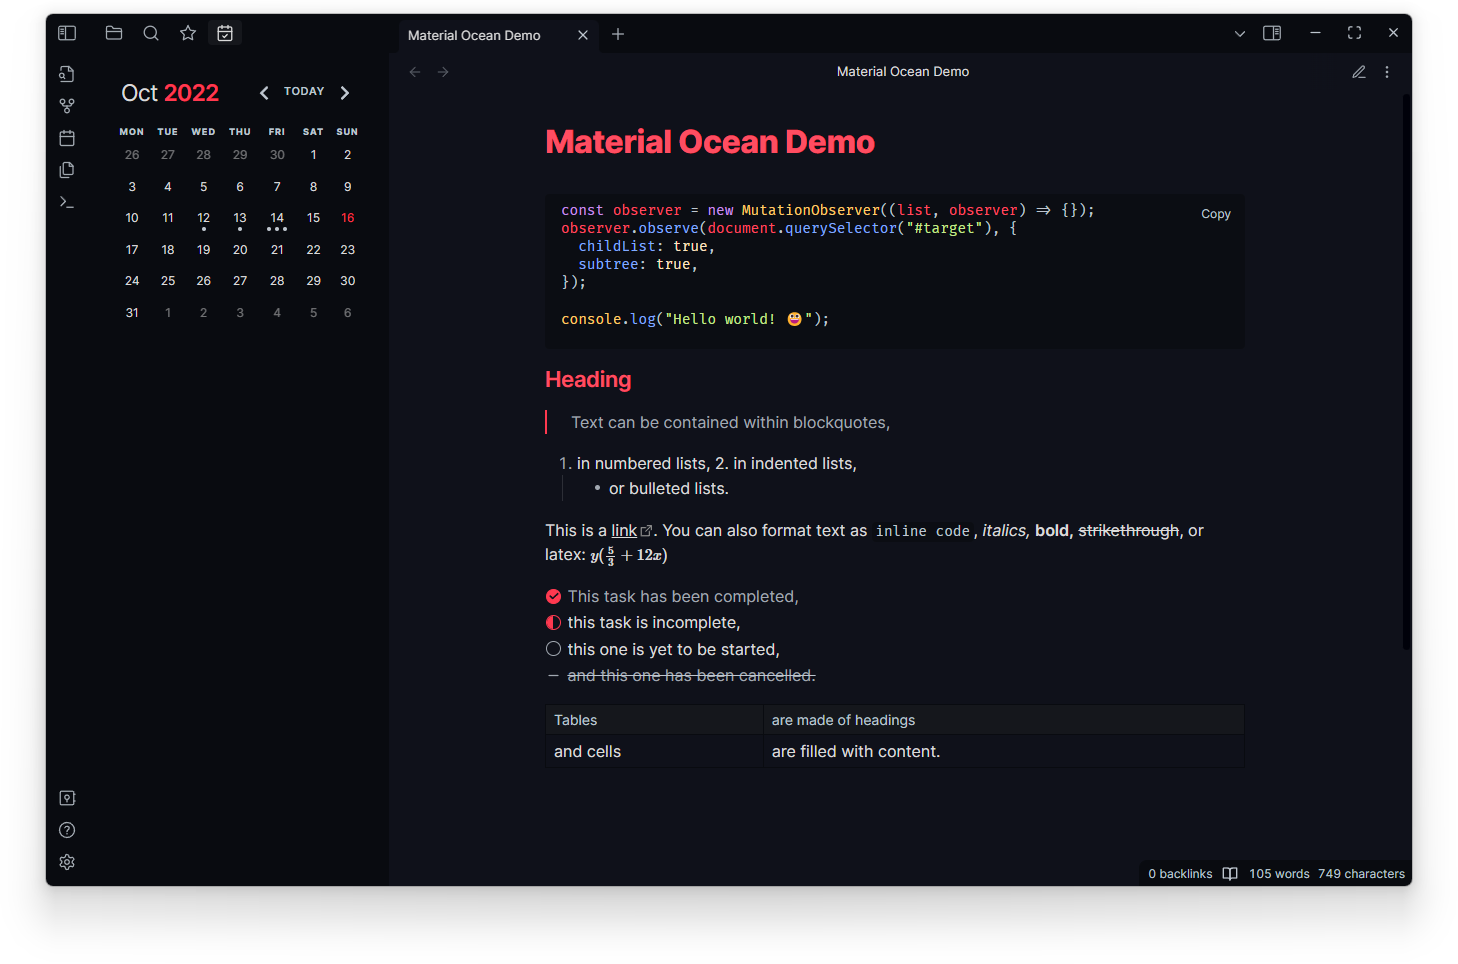 Material Ocean Demo
Material Ocean Demo
Oct 2022
TODAY
MON TUE WED THU FRI SAT SUN
26 27 28 29 30 1 2
3 4 5 6 7 8 9
10 11 12 13 14 15 16
17 18 19 20 21 22 23
24 25 26 27 28 29 30
31 1 2 3 4 5 6
Material Ocean Demo
const observer = new MutationObserver((list, observer) => {});
Copy
observer.observe(document.querySelector("#target"), {
childList: true,
subtree: true,
});
console.log("Hello world! 😀");
Heading
Text can be contained within blockquotes,
1. in numbered lists, 2. in indented lists,
• or bulleted lists.
This is a link. You can also format text as inline code, italics, bold, strikethrough, or
latex: y(5/3 + 12x)
This task has been completed,
this task is incomplete,
this one is yet to be started,
and this one has been cancelled.
Tables are made of headings
and cells are filled with content.
0 backlinks 105 words 749 characters